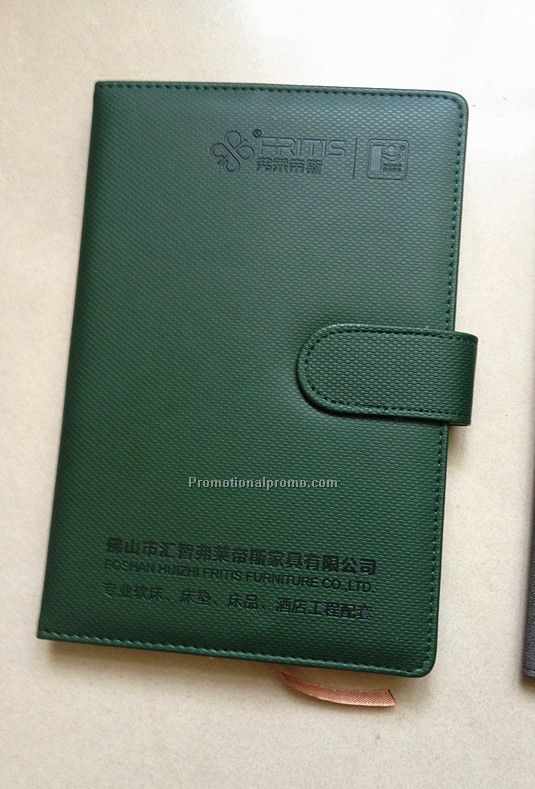 ®FRITIS
弗莱帝斯
Promotionalpromo.com
佛山市汇智弗莱帝斯家具有限公司
FOSHAN HUIZHI FRITIS FURNITURE CO.,LTD.
专业软床、床垫、床品、酒店工程配套